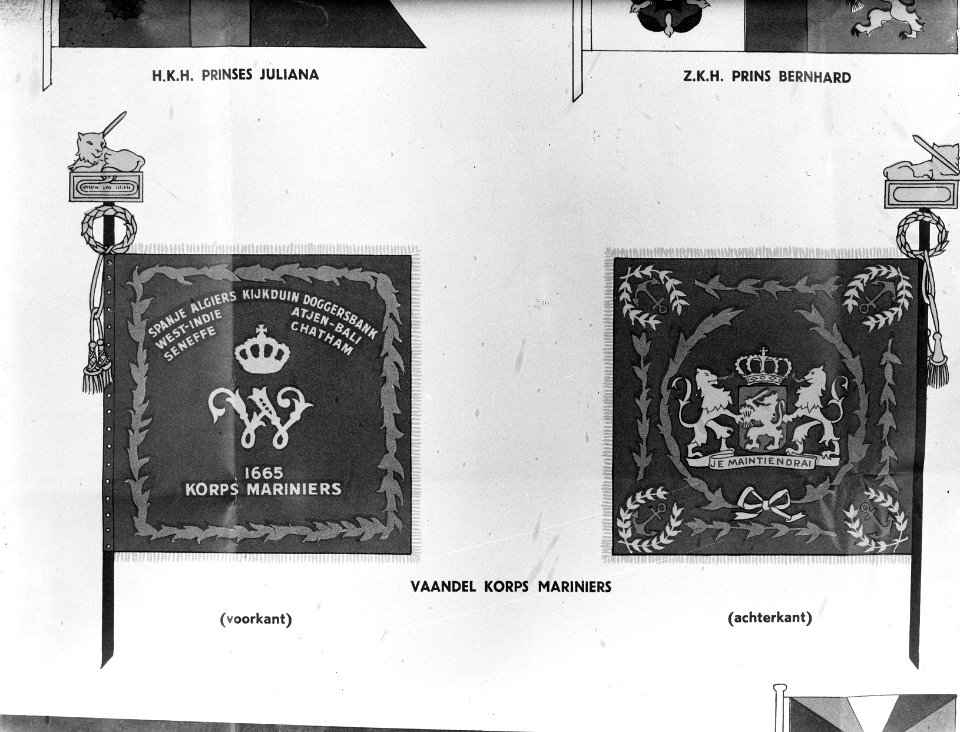 H.K.H. PRINSES JULIANA
Z.K.H. PRINS BERNHARD
SPANJE ALGIERS KIJKDUIN DOGGERSBANK
WEST-INDIE ATJEN-BALI
SENEFFE CHATHAM
W
1665
KORPS MARINIERS
JE MAINTIENDRAI
VAANDEL KORPS MARINIERS
(voorkant)
(achterkant)